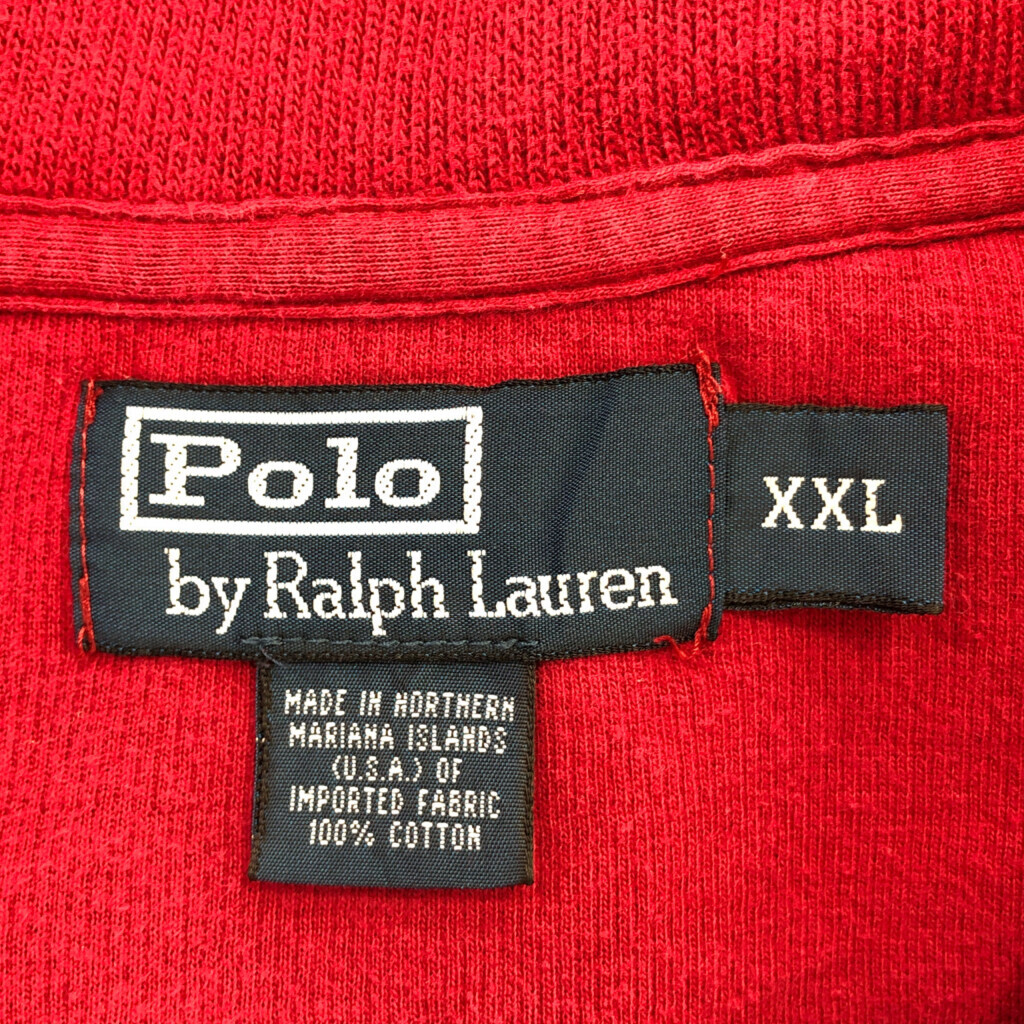 Polo
by Ralph Lauren
XXL
MADE IN NORTHERN
MARIANA ISLANDS
(U.S.A.) OF
IMPORTED FABRIC
100% COTTON